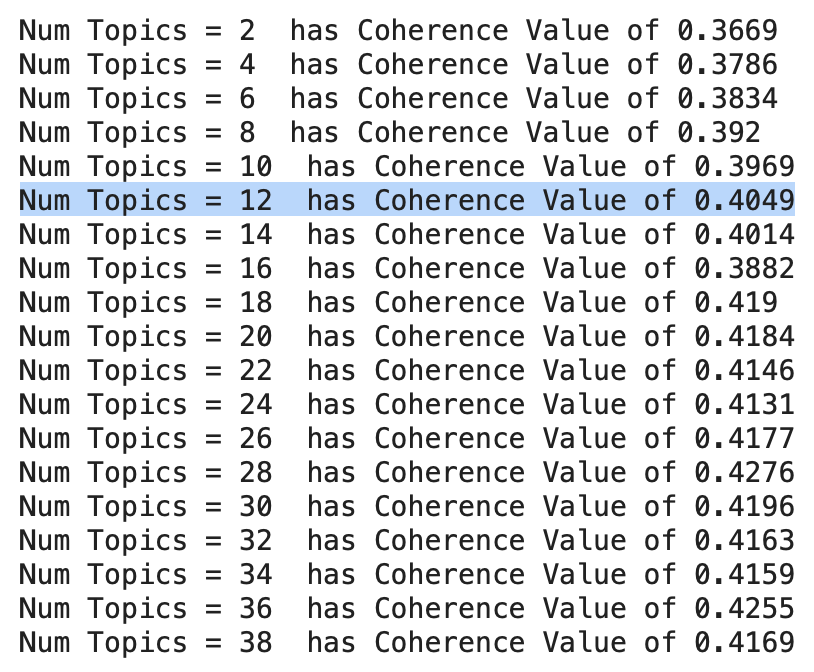 Num Topics = 2  has Coherence Value of 0.3669
Num Topics = 4  has Coherence Value of 0.3786
Num Topics = 6  has Coherence Value of 0.3834
Num Topics = 8  has Coherence Value of 0.392
Num Topics = 10  has Coherence Value of 0.3969
Num Topics = 12  has Coherence Value of 0.4049
Num Topics = 14  has Coherence Value of 0.4014
Num Topics = 16  has Coherence Value of 0.3882
Num Topics = 18  has Coherence Value of 0.419
Num Topics = 20  has Coherence Value of 0.4184
Num Topics = 22  has Coherence Value of 0.4146
Num Topics = 24  has Coherence Value of 0.4131
Num Topics = 26  has Coherence Value of 0.4177
Num Topics = 28  has Coherence Value of 0.4276
Num Topics = 30  has Coherence Value of 0.4196
Num Topics = 32  has Coherence Value of 0.4163
Num Topics = 34  has Coherence Value of 0.4159
Num Topics = 36  has Coherence Value of 0.4255
Num Topics = 38  has Coherence Value of 0.4169